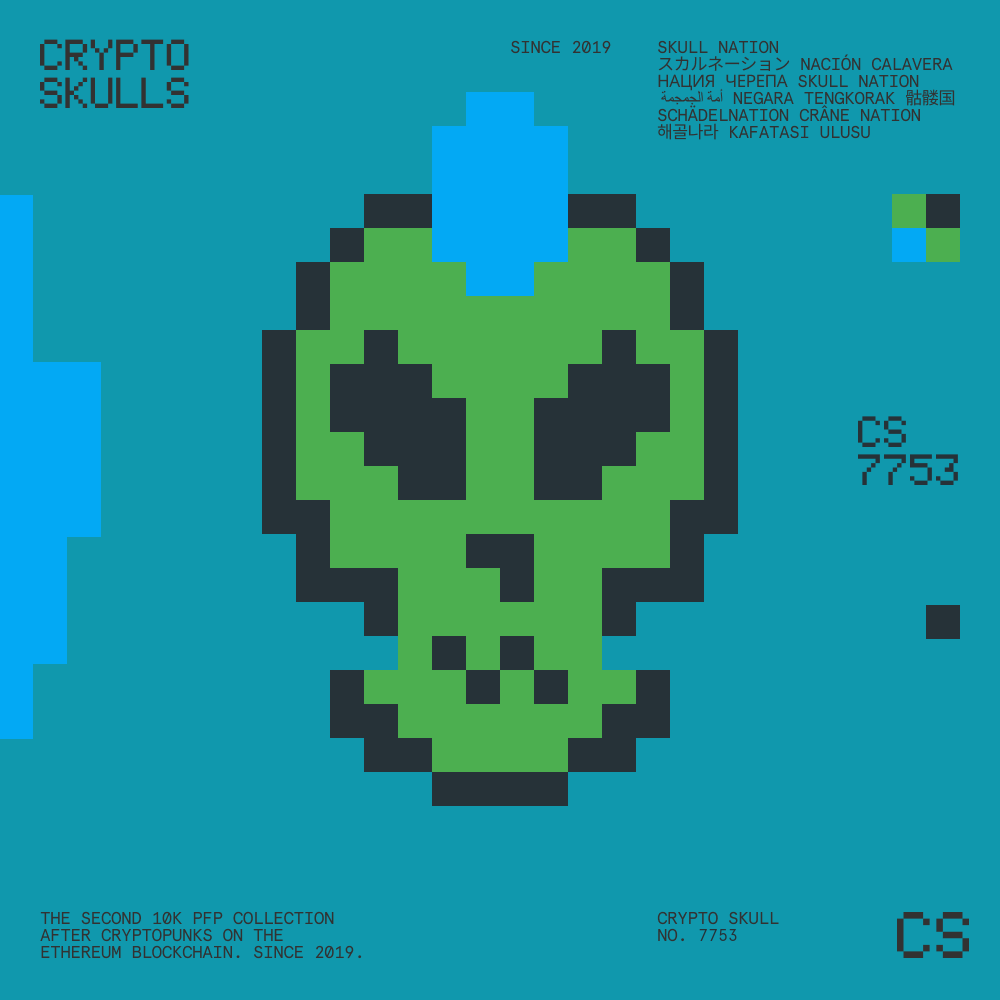 CRYPTO
SKULLS
SINCE 2019
SKULL NATION
スカルネーション NACIÓN CALAVERA
НАЦИЯ ЧЕРЕПА SKULL NATION
أمة الجمجمة NEGARA TENGKORAK 骷髅国
SCHÄDELNATION CRÂNE NATION
해골나라 KAFATASI ULUSU
CS
7753
THE SECOND 10K PFP COLLECTION
AFTER CRYPTOPUNKS ON THE
ETHEREUM BLOCKCHAIN. SINCE 2019.
CRYPTO SKULL
NO. 7753
CS